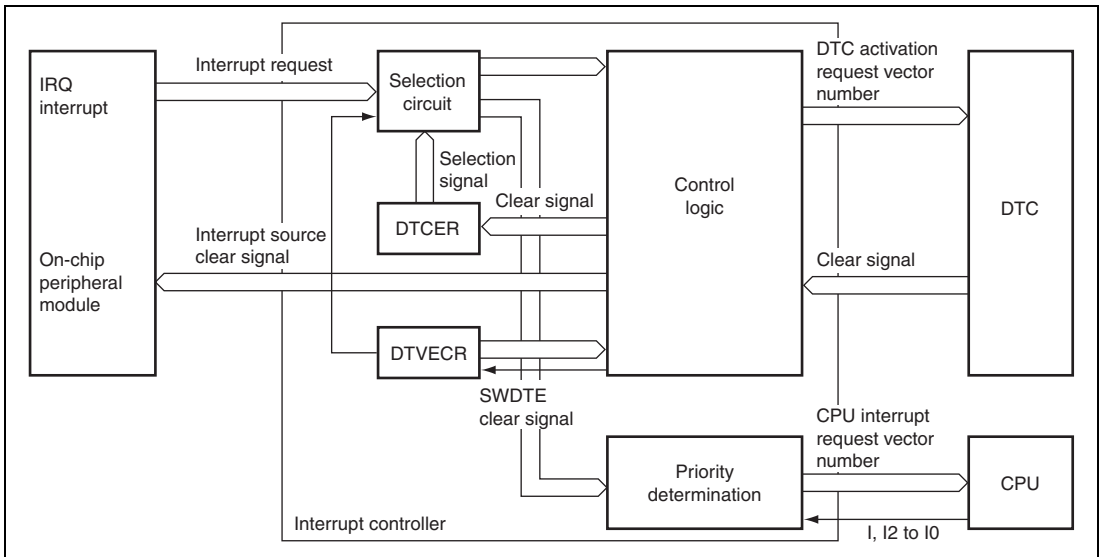 IRQ
interrupt
On-chip
peripheral
module
Interrupt request
Interrupt source
clear signal
Selection
circuit
Selection
signal
DTCER
Clear signal
DTVECR
SWDTE
clear signal
Control
logic
DTC activation
request vector
number
Clear signal
DTC
Priority
determination
CPU interrupt
request vector
number
CPU
I, I2 to I0
Interrupt controller